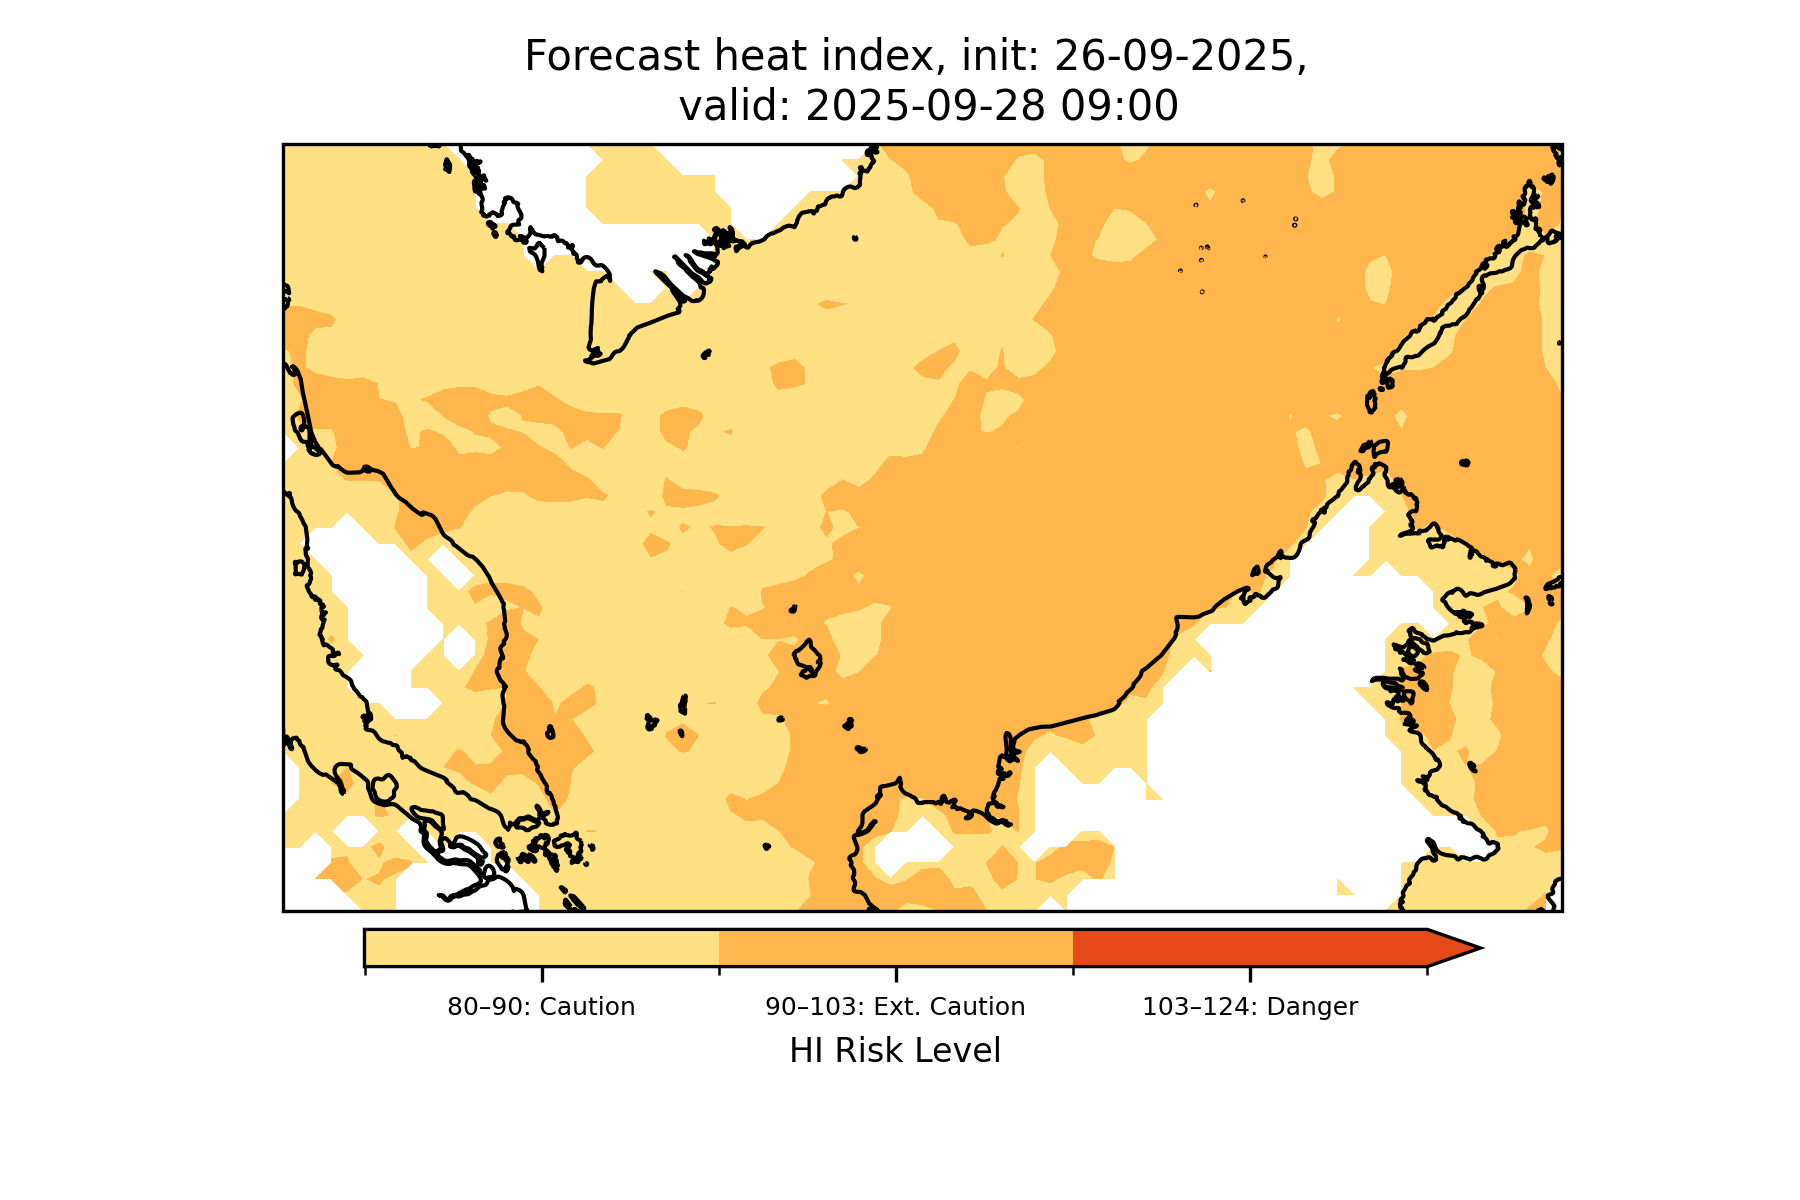 Forecast heat index, init: 26-09-2025,
valid: 2025-09-28 09:00
80–90: Caution
90–103: Ext. Caution
103–124: Danger
HI Risk Level